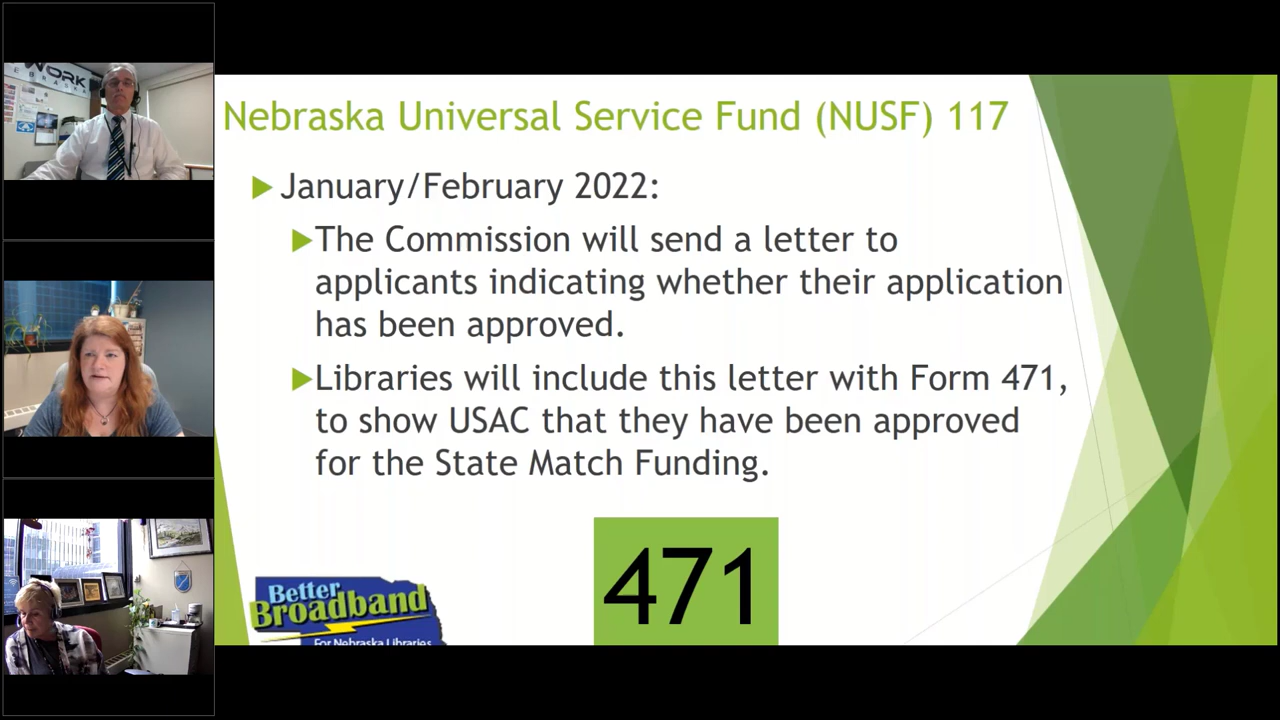 WORK
Nebraska Universal Service Fund (NUSF) 117
January/February 2022:
The Commission will send a letter to
applicants indicating whether their application
has been approved.
Libraries will include this letter with Form 471,
to show USAC that they have been approved
for the State Match Funding.
471
Better
Broadband
For Nebraska Libraries